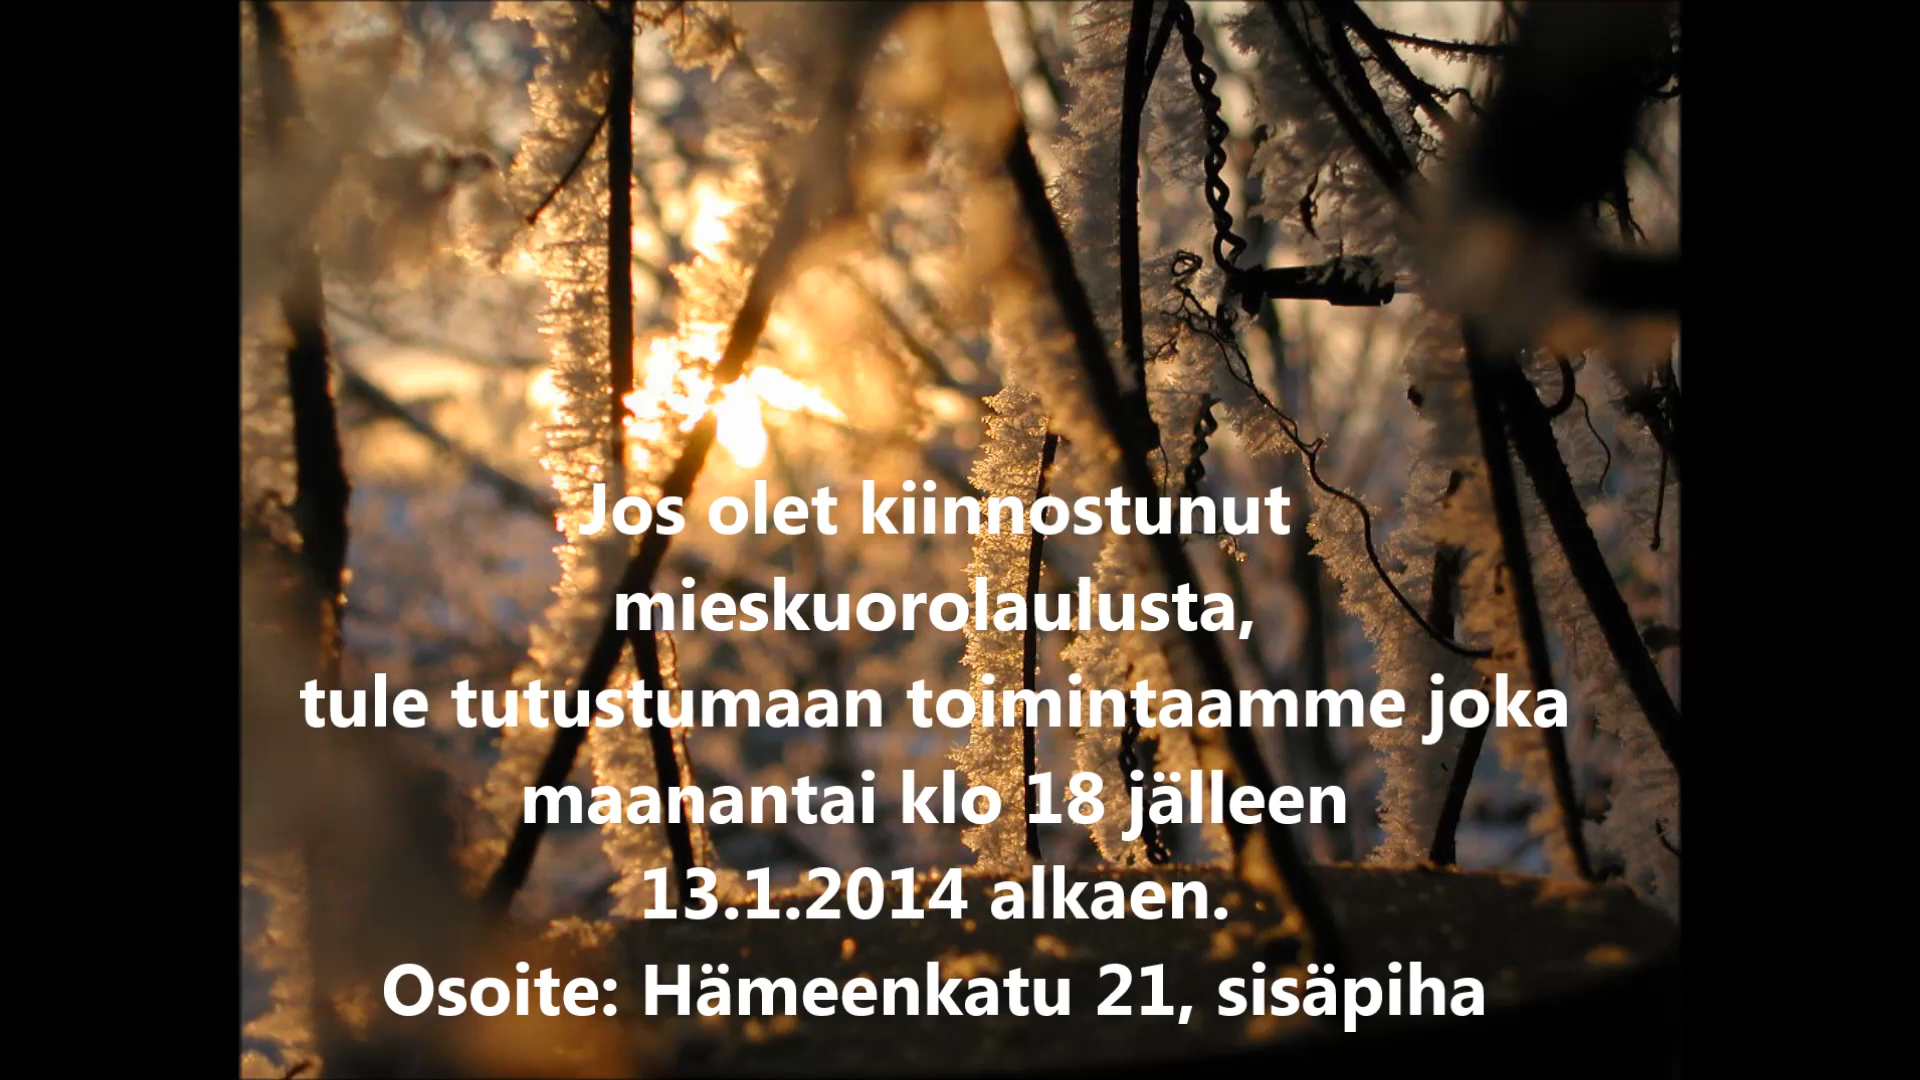 Jos olet kiinnostunut
mieskuorolaulusta,
tule tutustumaan toimintaamme joka
maanantai klo 18 jälleen
13.1.2014 alkaen.
Osoite: Hämeenkatu 21, sisäpiha